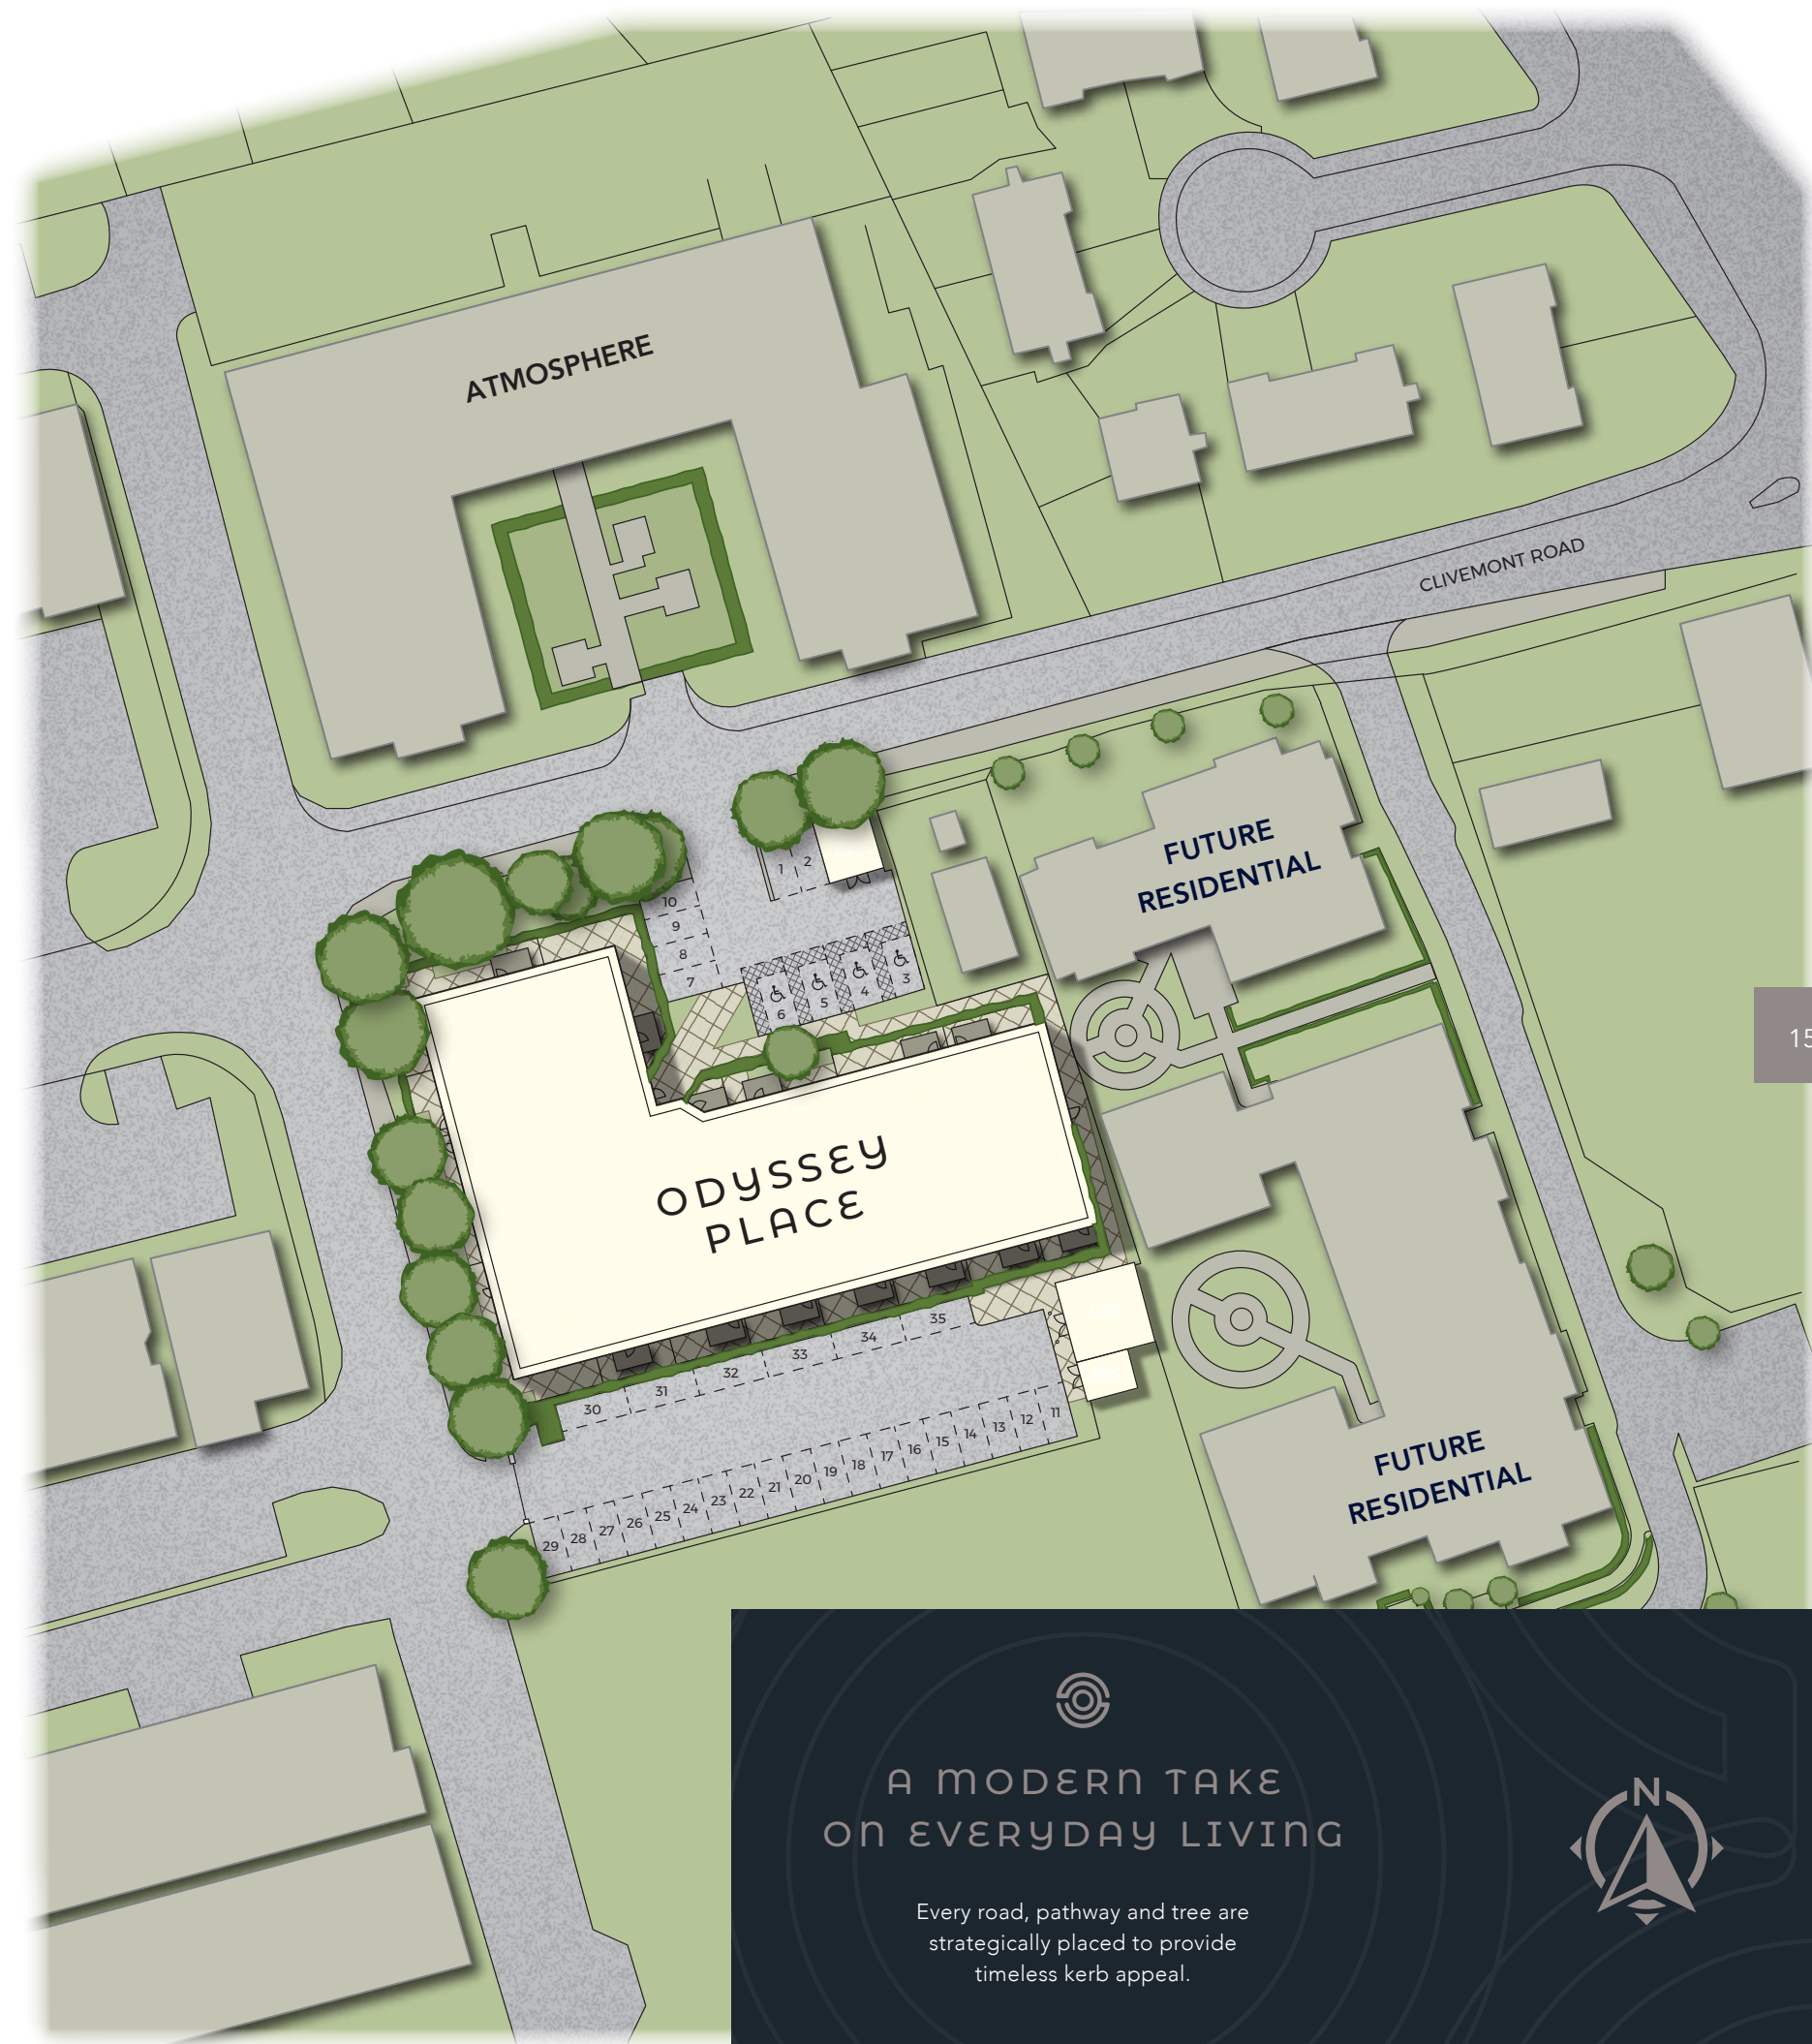 ATMOSPHERE
CLIVEMONT ROAD
FUTURE
RESIDENTIAL
1
2
10
9
8
7
3
4
5
6
15
ODYSSEY
PLACE
35
34
33
32
31
30
11
12
13
14
15
16
17
18
19
20
21
22
23
24
25
26
27
28
29
FUTURE
RESIDENTIAL
A MODERN TAKE
ON EVERYDAY LIVING
N
Every road, pathway and tree are
strategically placed to provide
timeless kerb appeal.